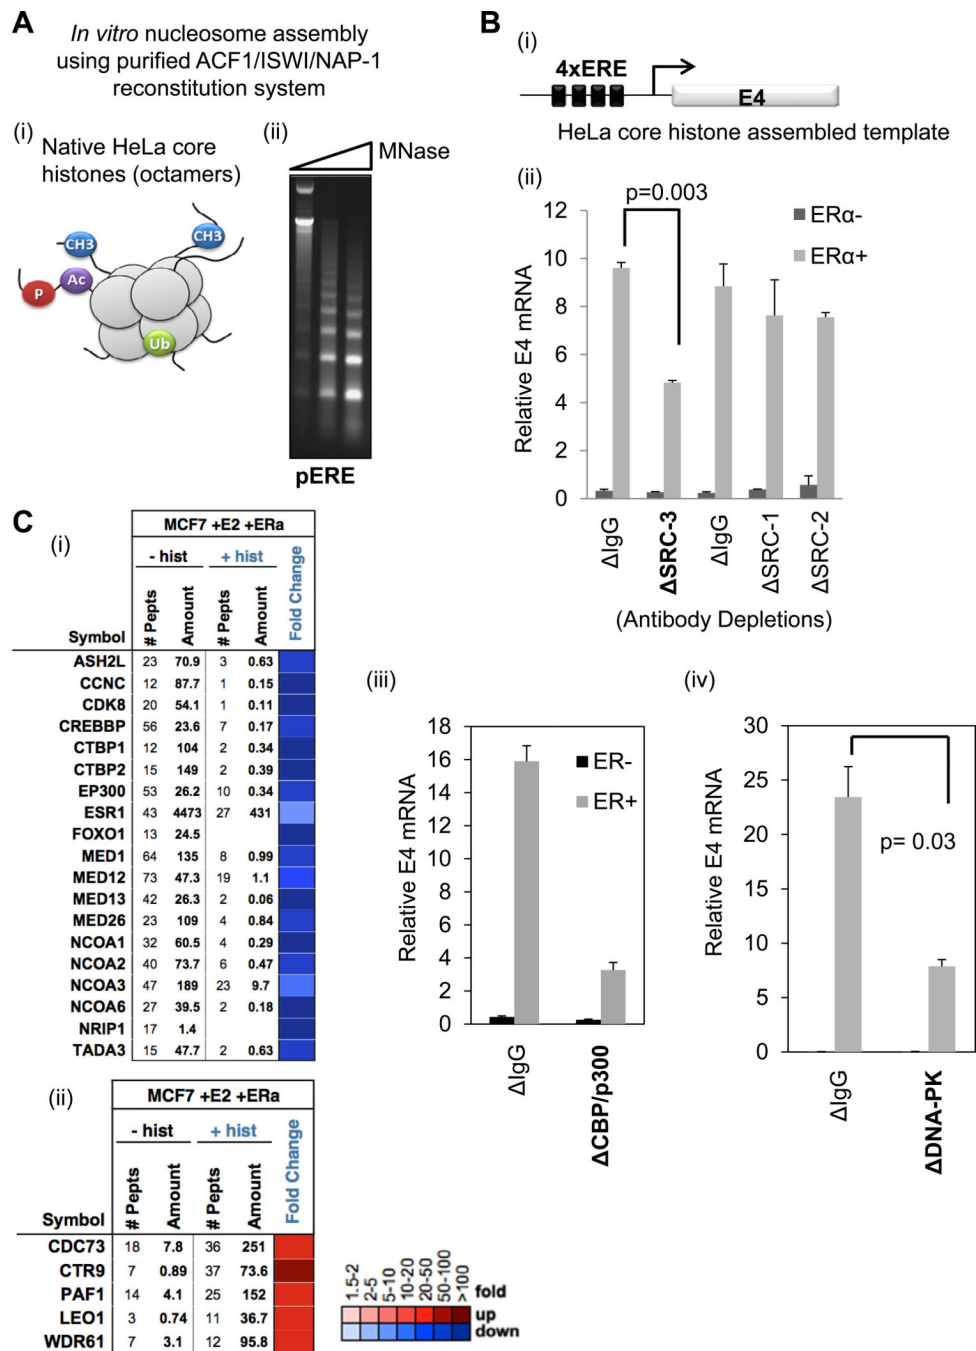 A
In vitro nucleosome assembly
using purified ACF1/ISWI/NAP-1
reconstitution system
(i)
Native HeLa core
histones (octamers)
CH3
CH3
Ac
P
Ub
(ii)
MNase
pERE
B
(i)
4xERE
E4
HeLa core histone assembled template
(ii)
p=0.003
ERα-
ERα+
Relative E4 mRNA
12
10
8
6
4
2
0
ΔIgG
ΔSRC-3
ΔIgG
ΔSRC-1
ΔSRC-2
(Antibody Depletions)
(iii)
Relative E4 mRNA
18
16
14
12
10
8
6
4
2
0
ER-
ER+
ΔIgG
ΔCBP/p300
(iv)
Relative E4 mRNA
30
25
20
15
10
5
0
p= 0.03
ΔIgG
ΔDNA-PK
C
(i)
MCF7 +E2 +ERa
- hist + hist
Symbol # Pepts Amount # Pepts Amount Fold Change
ASH2L 23 70.9 3 0.63
CCNC 12 87.7 1 0.15
CDK8 20 54.1 1 0.11
CREBBP 56 23.6 7 0.17
CTBP1 12 104 2 0.34
CTBP2 15 149 2 0.39
EP300 53 26.2 10 0.34
ESR1 43 4473 27 431
FOXO1 13 24.5
MED1 64 135 8 0.99
MED12 73 47.3 19 1.1
MED13 42 26.3 2 0.06
MED26 23 109 4 0.84
NCOA1 32 60.5 4 0.29
NCOA2 40 73.7 6 0.47
NCOA3 47 189 23 9.7
NCOA6 27 39.5 2 0.18
NRIP1 17 1.4
TADA3 15 47.7 2 0.63
(ii)
MCF7 +E2 +ERa
- hist + hist
Symbol # Pepts Amount # Pepts Amount Fold Change
CDC73 18 7.8 36 251
CTR9 7 0.89 37 73.6
PAF1 14 4.1 25 152
LEO1 3 0.74 11 36.7
WDR61 7 3.1 12 95.8
1.5-2 2-5 5-10 10-20 20-50 50-100 >100 fold
up
down